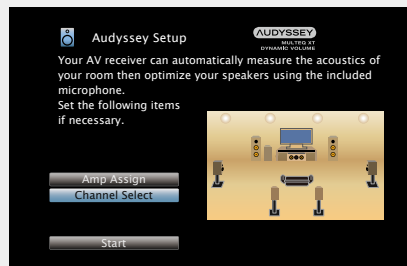 Audyssey Setup
AUDYSSEY
MULTEQ XT
DYNAMIC VOLUME
Your AV receiver can automatically measure the acoustics of
your room then optimize your speakers using the included
microphone.
Set the following items
if necessary.
Amp Assign
Channel Select
Start